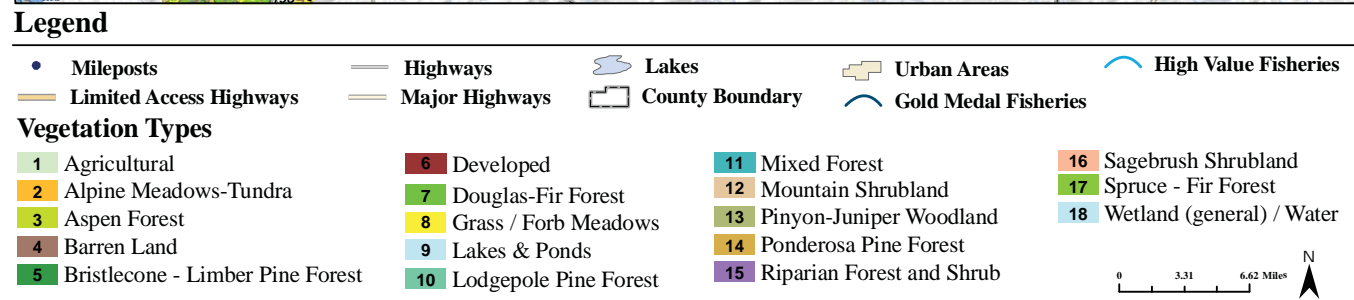 Legend
Mileposts
Highways
Lakes
Urban Areas
High Value Fisheries
Limited Access Highways
Major Highways
County Boundary
Gold Medal Fisheries
Vegetation Types
1 Agricultural
2 Alpine Meadows-Tundra
3 Aspen Forest
4 Barren Land
5 Bristlecone - Limber Pine Forest
6 Developed
7 Douglas-Fir Forest
8 Grass / Forb Meadows
9 Lakes & Ponds
10 Lodgepole Pine Forest
11 Mixed Forest
12 Mountain Shrubland
13 Pinyon-Juniper Woodland
14 Ponderosa Pine Forest
15 Riparian Forest and Shrub
16 Sagebrush Shrubland
17 Spruce - Fir Forest
18 Wetland (general) / Water
0 3.31 6.62 Miles
N